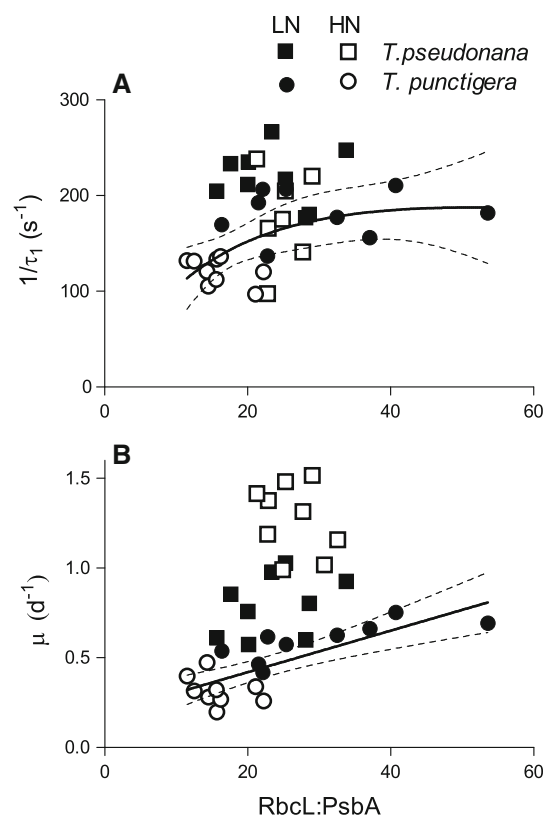 LN HN
T.pseudonana
T. punctigera
A
300
200
100
0
1/τ1 (s-1)
0 20 40 60
B
1.5
1.0
0.5
0.0
μ (d-1)
0 20 40 60
RbcL:PsbA